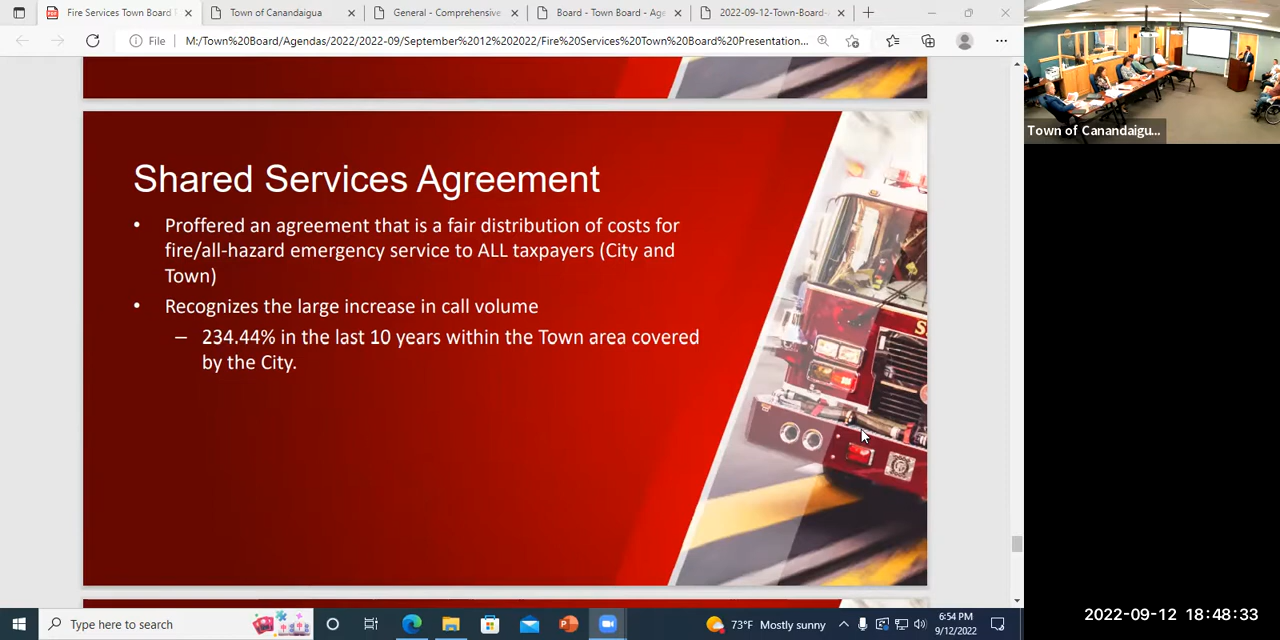 Fire Services Town Board
Town of Canandaigua
General - Comprehensive
Board - Town Board - Age
2022-09-12-Town-Board-
File
M:/Town%20Board/Agendas/2022/2022-09/September%2012%202022/Fire%20Services%20Town%20Board%20Presentation...
Town of Canandaigu...
Shared Services Agreement
• Proffered an agreement that is a fair distribution of costs for
fire/all-hazard emergency service to ALL taxpayers (City and
Town)
• Recognizes the large increase in call volume
– 234.44% in the last 10 years within the Town area covered
by the City.
Type here to search
73°F Mostly sunny
6:54 PM
9/12/2022
2022-09-12 18:48:33